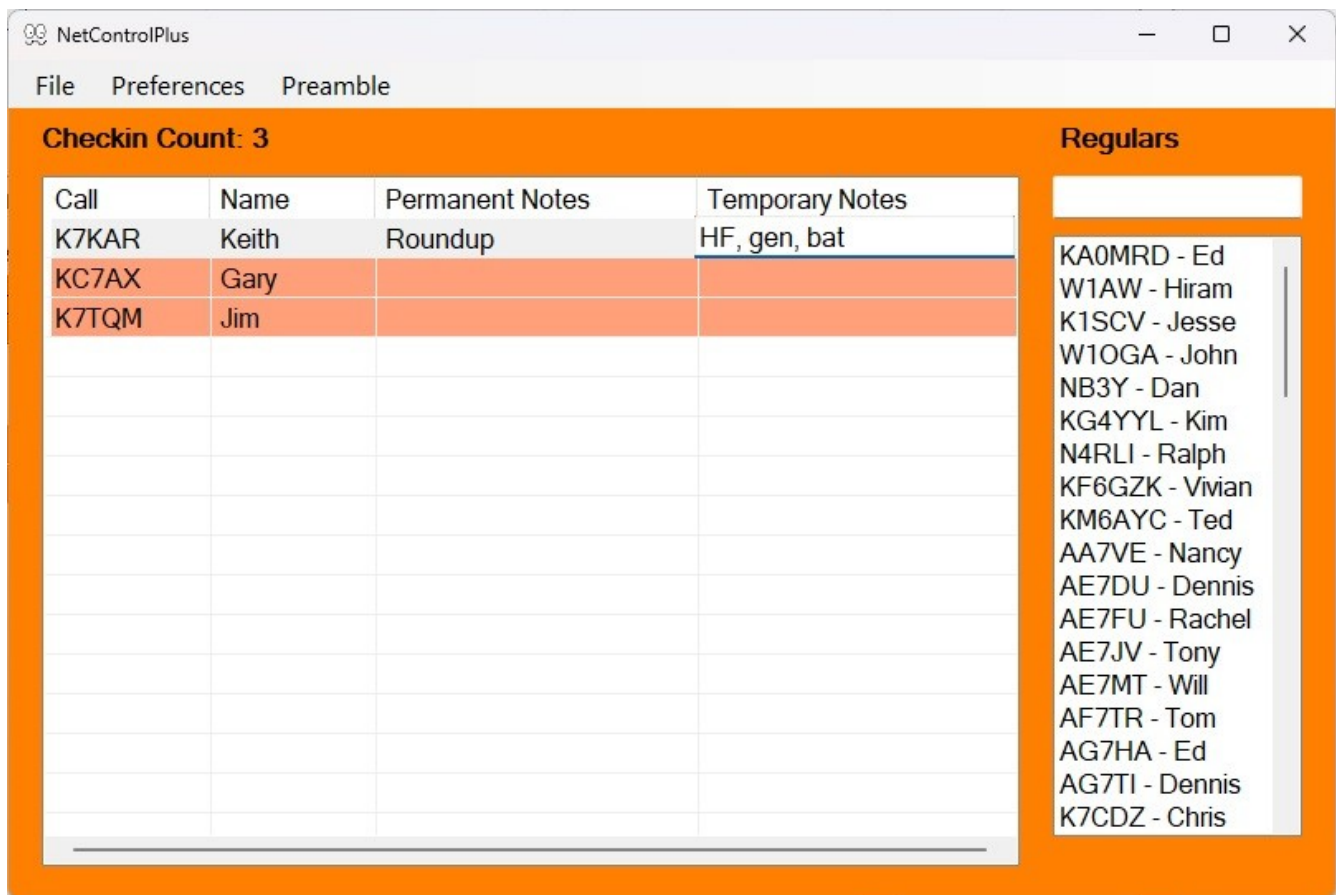 NetControlPlus
File Preferences Preamble
Checkin Count: 3
Call Name Permanent Notes Temporary Notes
K7KAR Keith Roundup HF, gen, bat
KC7AX Gary
K7TQM Jim
Regulars
KA0MRD - Ed
W1AW - Hiram
K1SCV - Jesse
W1OGA - John
NB3Y - Dan
KG4YYL - Kim
N4RLI - Ralph
KF6GZK - Vivian
KM6AYC - Ted
AA7VE - Nancy
AE7DU - Dennis
AE7FU - Rachel
AE7JV - Tony
AE7MT - Will
AF7TR - Tom
AG7HA - Ed
AG7TI - Dennis
K7CDZ - Chris